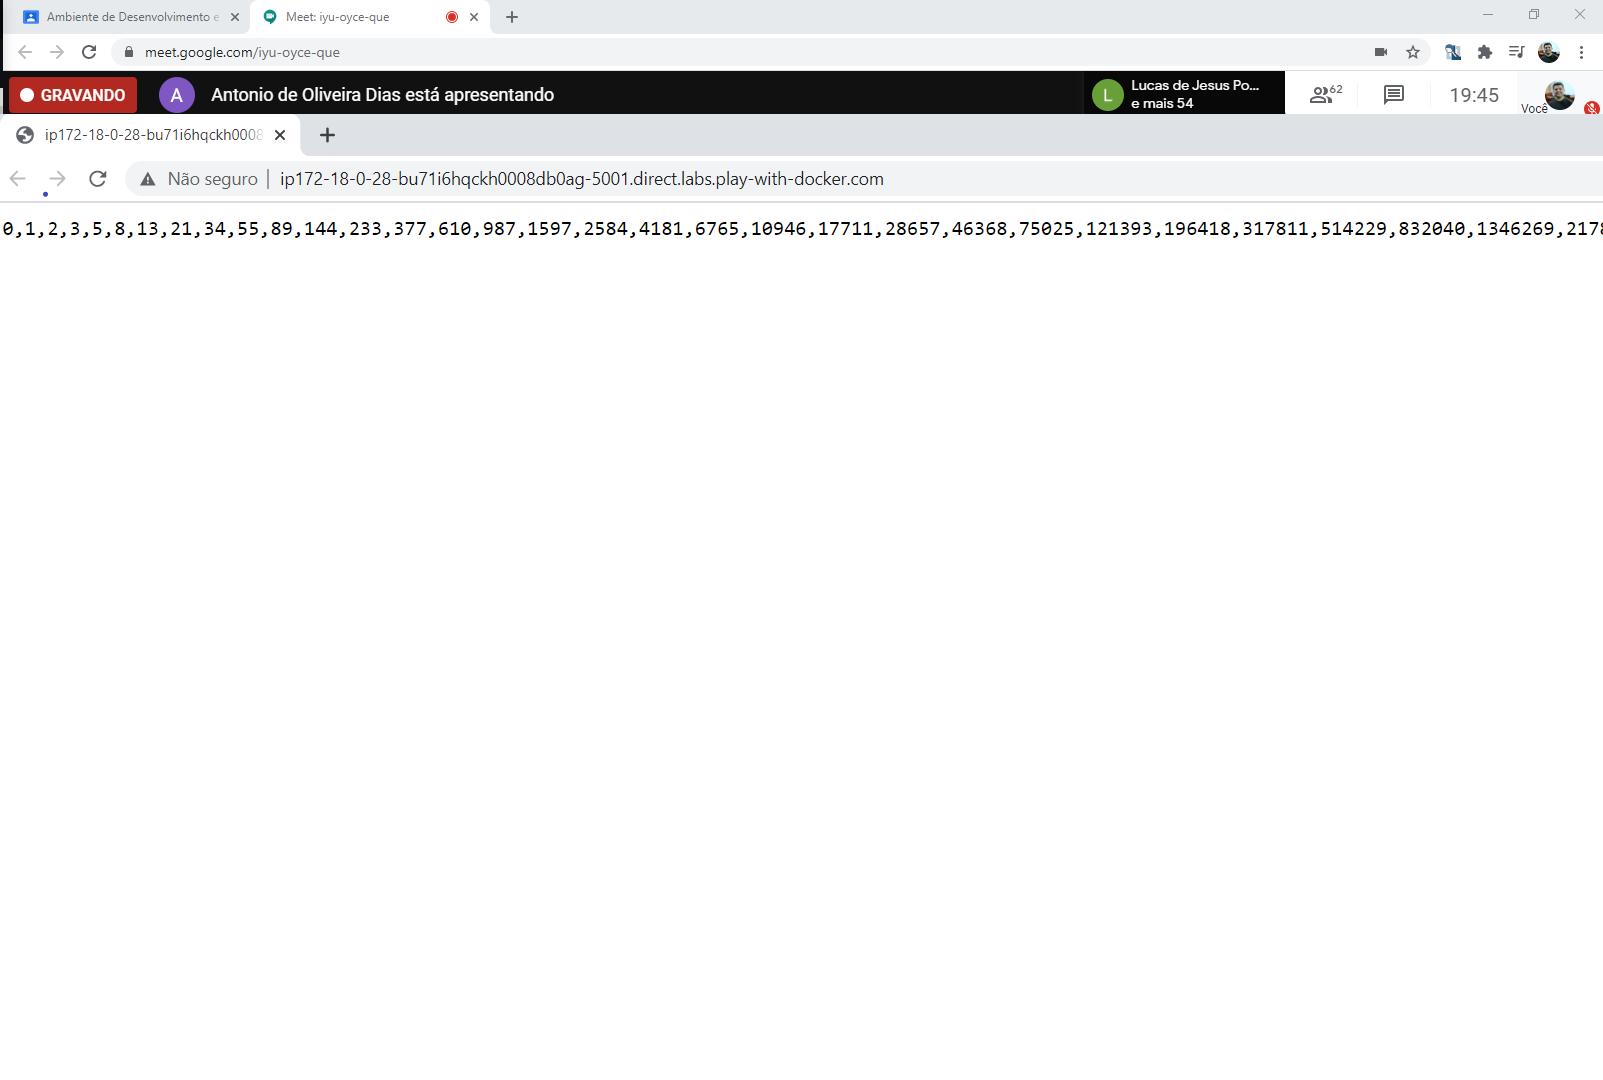 Ambiente de Desenvolvimento e
Meet: iyu-oyce-que
meet.google.com/iyu-oyce-que
GRAVANDO
A
Antonio de Oliveira Dias está apresentando
L
Lucas de Jesus Po...
e mais 54
62
19:45
Você
ip172-18-0-28-bu71i6hqckh0008
Não seguro
ip172-18-0-28-bu71i6hqckh0008db0ag-5001.direct.labs.play-with-docker.com
0,1,2,3,5,8,13,21,34,55,89,144,233,377,610,987,1597,2584,4181,6765,10946,17711,28657,46368,75025,121393,196418,317811,514229,832040,1346269,2178